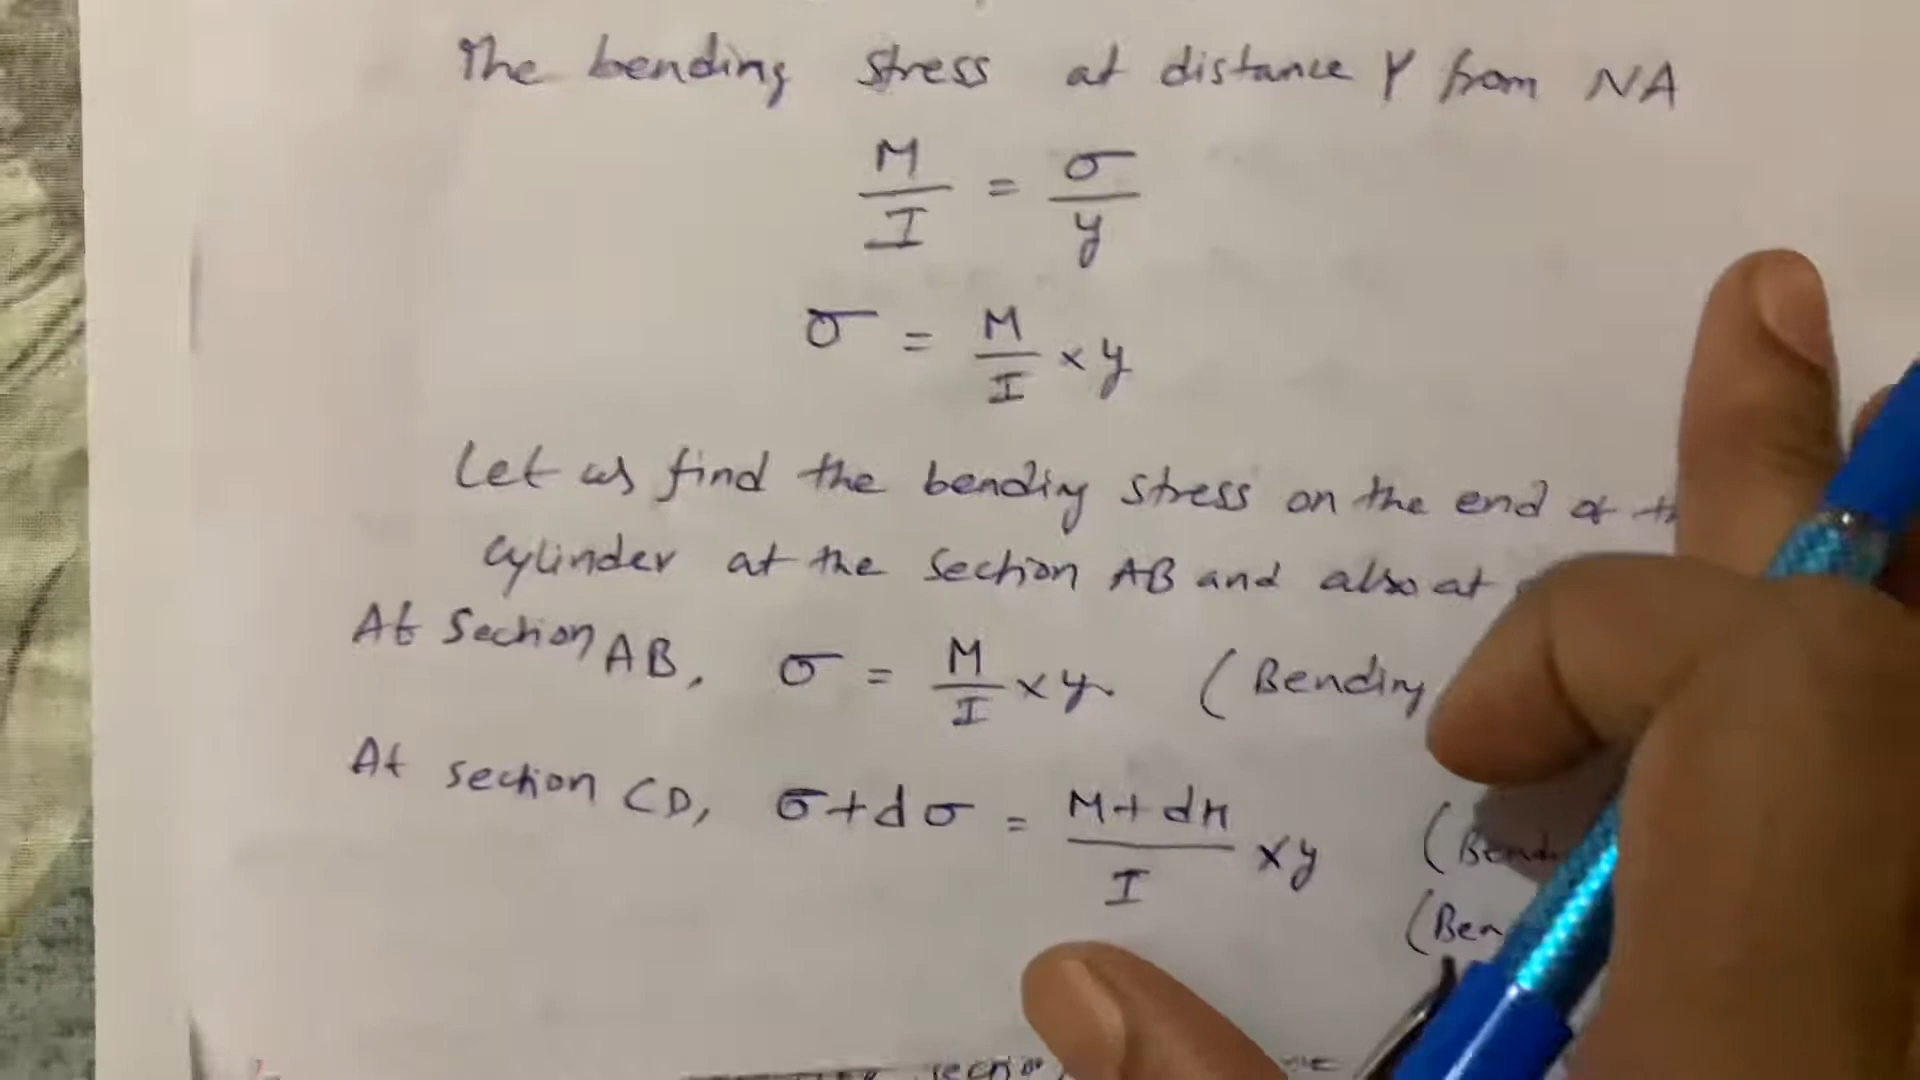 The bending stress at distance Y from NA
M/I = σ/y
σ = M/I × y
Let us find the bending stress on the end of
cylinder at the section AB and also at
At section AB, σ = M/I × y (Bending
At section CD, σ+dσ = M+dM/I × y